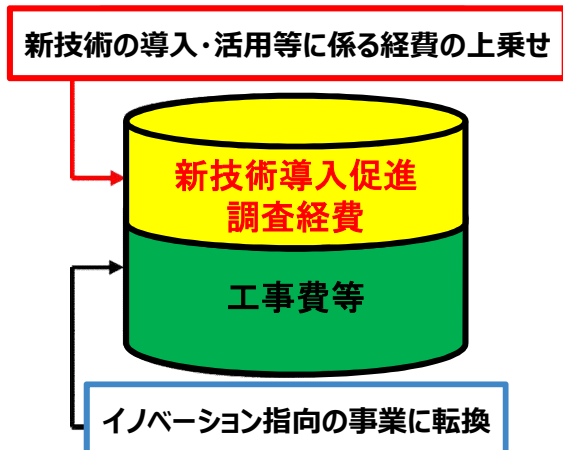 新技術の導入・活用等に係る経費の上乗せ
新技術導入促進
調査経費
工事費等
イノベーション指向の事業に転換